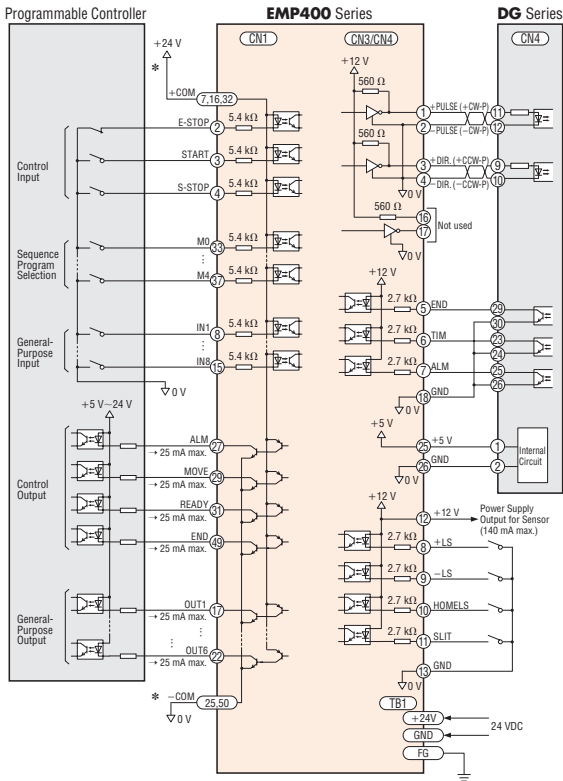 Programmable Controller
EMP400 Series
DG Series
CN1
CN3/CN4
CN4
+24 V
*
+COM
7,16,32
+12 V
560 Ω
1
+PULSE (+CW-P)
11
2
−PULSE (−CW-P)
12
560 Ω
3
+DIR. (+CCW-P)
9
4
−DIR. (−CCW-P)
10
0 V
560 Ω
16
17
Not used
0 V
Control
Input
E-STOP
2
5.4 kΩ
START
3
5.4 kΩ
S-STOP
4
5.4 kΩ
Sequence
Program
Selection
M0
33
5.4 kΩ
⋮
M4
37
5.4 kΩ
General-
Purpose
Input
IN1
8
5.4 kΩ
⋮
IN8
15
5.4 kΩ
0 V
+12 V
2.7 kΩ
5
END
29
30
2.7 kΩ
6
TIM
23
24
2.7 kΩ
7
ALM
25
26
18
GND
0 V
+5 V
25
+5 V
1
26
GND
2
0 V
Internal
Circuit
+5 V~24 V
Control
Output
ALM
27
→ 25 mA max.
MOVE
29
→ 25 mA max.
READY
31
→ 25 mA max.
END
49
→ 25 mA max.
General-
Purpose
Output
OUT1
17
→ 25 mA max.
⋮
OUT6
22
→ 25 mA max.
* −COM
25.50
0 V
+12 V
12
+12 V
Power Supply
Output for Sensor
(140 mA max.)
2.7 kΩ
8
+LS
2.7 kΩ
9
−LS
2.7 kΩ
10
HOMELS
2.7 kΩ
11
SLIT
13
GND
0 V
TB1
+24V
GND
24 VDC
FG